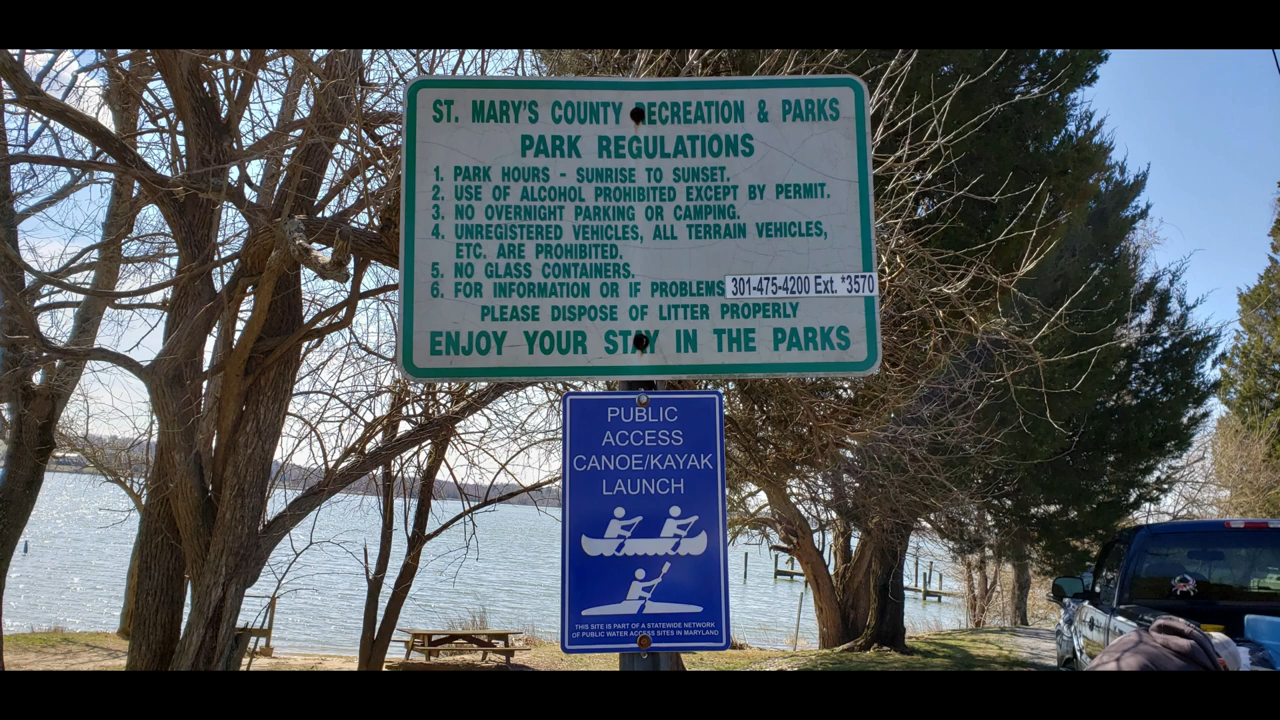 ST. MARY'S COUNTY RECREATION & PARKS
PARK REGULATIONS
1. PARK HOURS - SUNRISE TO SUNSET.
2. USE OF ALCOHOL PROHIBITED EXCEPT BY PERMIT.
3. NO OVERNIGHT PARKING OR CAMPING.
4. UNREGISTERED VEHICLES, ALL TERRAIN VEHICLES,
ETC. ARE PROHIBITED.
5. NO GLASS CONTAINERS.
6. FOR INFORMATION OR IF PROBLEMS 301-475-4200 Ext. *3570
PLEASE DISPOSE OF LITTER PROPERLY
ENJOY YOUR STAY IN THE PARKS
PUBLIC
ACCESS
CANOE/KAYAK
LAUNCH
THIS SITE IS PART OF A STATEWIDE NETWORK
OF PUBLIC WATER ACCESS SITES IN MARYLAND